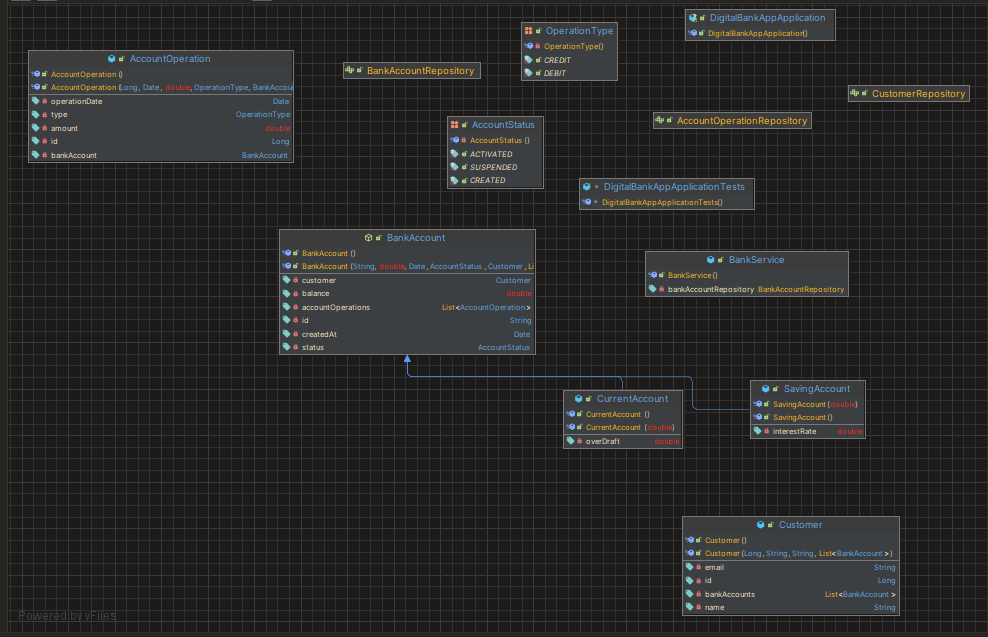 DigitalBankAppApplication
DigitalBankAppApplication()
OperationType
OperationType()
CREDIT
DEBIT
AccountOperation
AccountOperation ()
AccountOperation (Long, Date, double, OperationType, BankAccou
operationDate Date
type OperationType
amount double
id Long
bankAccount BankAccount
BankAccountRepository
CustomerRepository
AccountOperationRepository
AccountStatus
AccountStatus ()
ACTIVATED
SUSPENDED
CREATED
DigitalBankAppApplicationTests
DigitalBankAppApplicationTests()
BankAccount
BankAccount ()
BankAccount (String, double, Date, AccountStatus , Customer , Li
customer Customer
balance double
accountOperations List<AccountOperation>
id String
createdAt Date
status AccountStatus
BankService
BankService()
bankAccountRepository BankAccountRepository
CurrentAccount
CurrentAccount ()
CurrentAccount (double)
overDraft double
SavingAccount
SavingAccount (double)
SavingAccount ()
interestRate double
Customer
Customer ()
Customer (Long, String, String, List<BankAccount > )
email String
id Long
bankAccounts List<BankAccount >
name String
Powered by yFiles